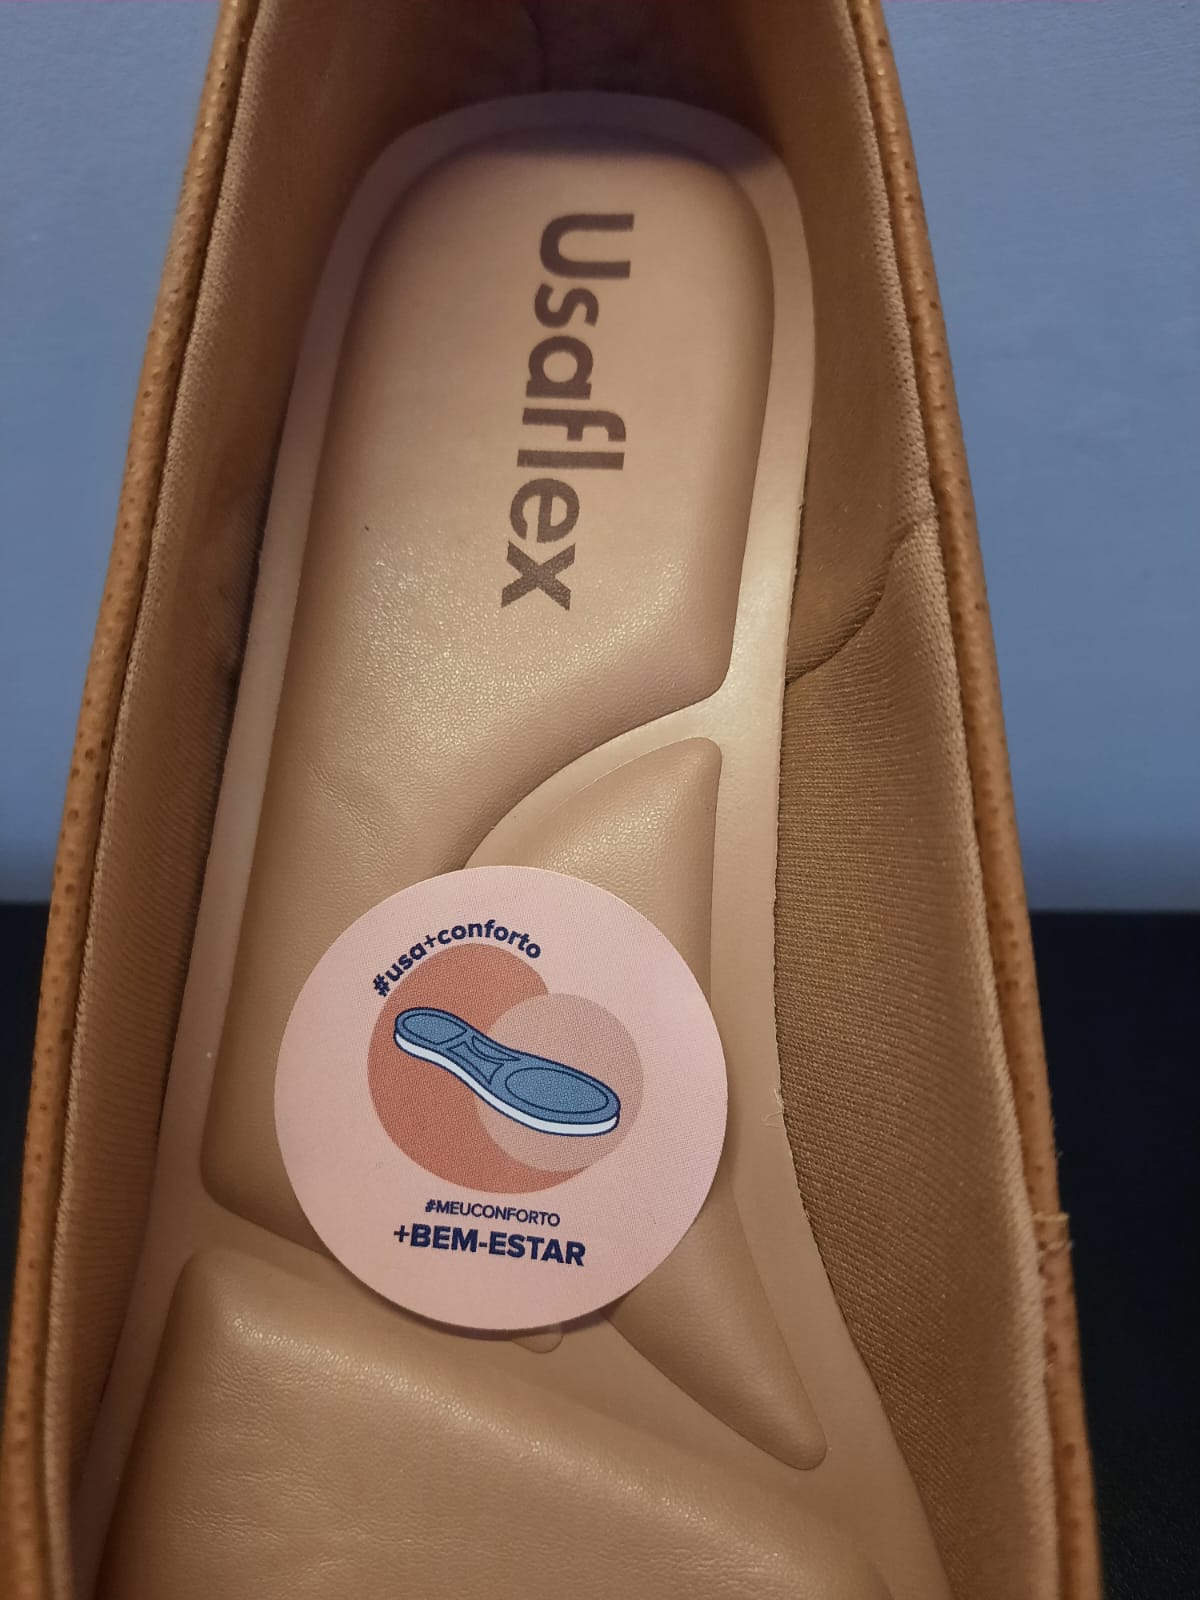 Usaflex
#usa+conforto
#MEUCONFORTO
+BEM-ESTAR